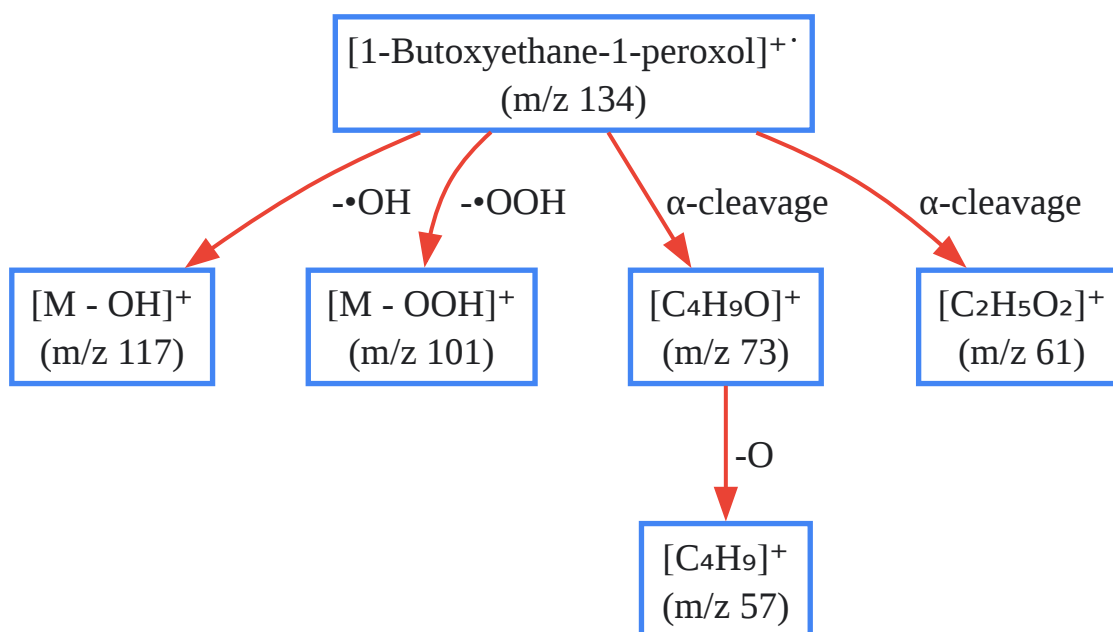 [1-Butoxyethane-1-peroxol]⁺˙
(m/z 134)
-•OH
-•OOH
α-cleavage
α-cleavage
[M - OH]⁺
(m/z 117)
[M - OOH]⁺
(m/z 101)
[C₄H₉O]⁺
(m/z 73)
[C₂H₅O₂]⁺
(m/z 61)
-O
[C₄H₉]⁺
(m/z 57)